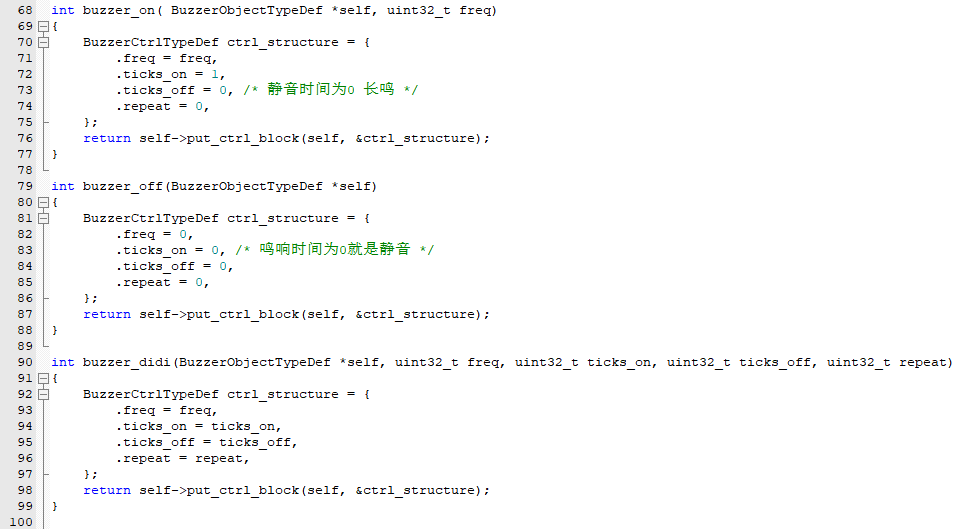 68 int buzzer_on( BuzzerObjectTypeDef *self, uint32_t freq)
69 {
70     BuzzerCtrlTypeDef ctrl_structure = {
71         .freq = freq,
72         .ticks_on = 1,
73         .ticks_off = 0, /* 静音时间为0 长鸣 */
74         .repeat = 0,
75     };
76     return self->put_ctrl_block(self, &ctrl_structure);
77 }
78
79 int buzzer_off(BuzzerObjectTypeDef *self)
80 {
81     BuzzerCtrlTypeDef ctrl_structure = {
82         .freq = 0,
83         .ticks_on = 0, /* 鸣响时间为0就是静音 */
84         .ticks_off = 0,
85         .repeat = 0,
86     };
87     return self->put_ctrl_block(self, &ctrl_structure);
88 }
89
90 int buzzer_didi(BuzzerObjectTypeDef *self, uint32_t freq, uint32_t ticks_on, uint32_t ticks_off, uint32_t repeat)
91 {
92     BuzzerCtrlTypeDef ctrl_structure = {
93         .freq = freq,
94         .ticks_on = ticks_on,
95         .ticks_off = ticks_off,
96         .repeat = repeat,
97     };
98     return self->put_ctrl_block(self, &ctrl_structure);
99 }
100